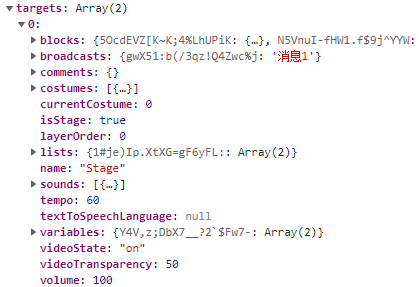 ▼ targets: Array(2)
▼ 0:
▶ blocks: {5OcdEVZ[K~K;4%LhUPiK: {…}, N5VnuI-fHW1.f$9j^YYW:
▶ broadcasts: {gwX51:b(/3qz!Q4Zwc%j: '消息1'}
▶ comments: {}
▶ costumes: [{…}]
currentCostume: 0
isStage: true
layerOrder: 0
▶ lists: {1#je)Ip.XtXG=gF6yFL:: Array(2)}
name: "Stage"
▶ sounds: [{…}]
tempo: 60
textToSpeechLanguage: null
▶ variables: {Y4V,z;DbX7__?2`$Fw7-: Array(2)}
videoState: "on"
videoTransparency: 50
volume: 100